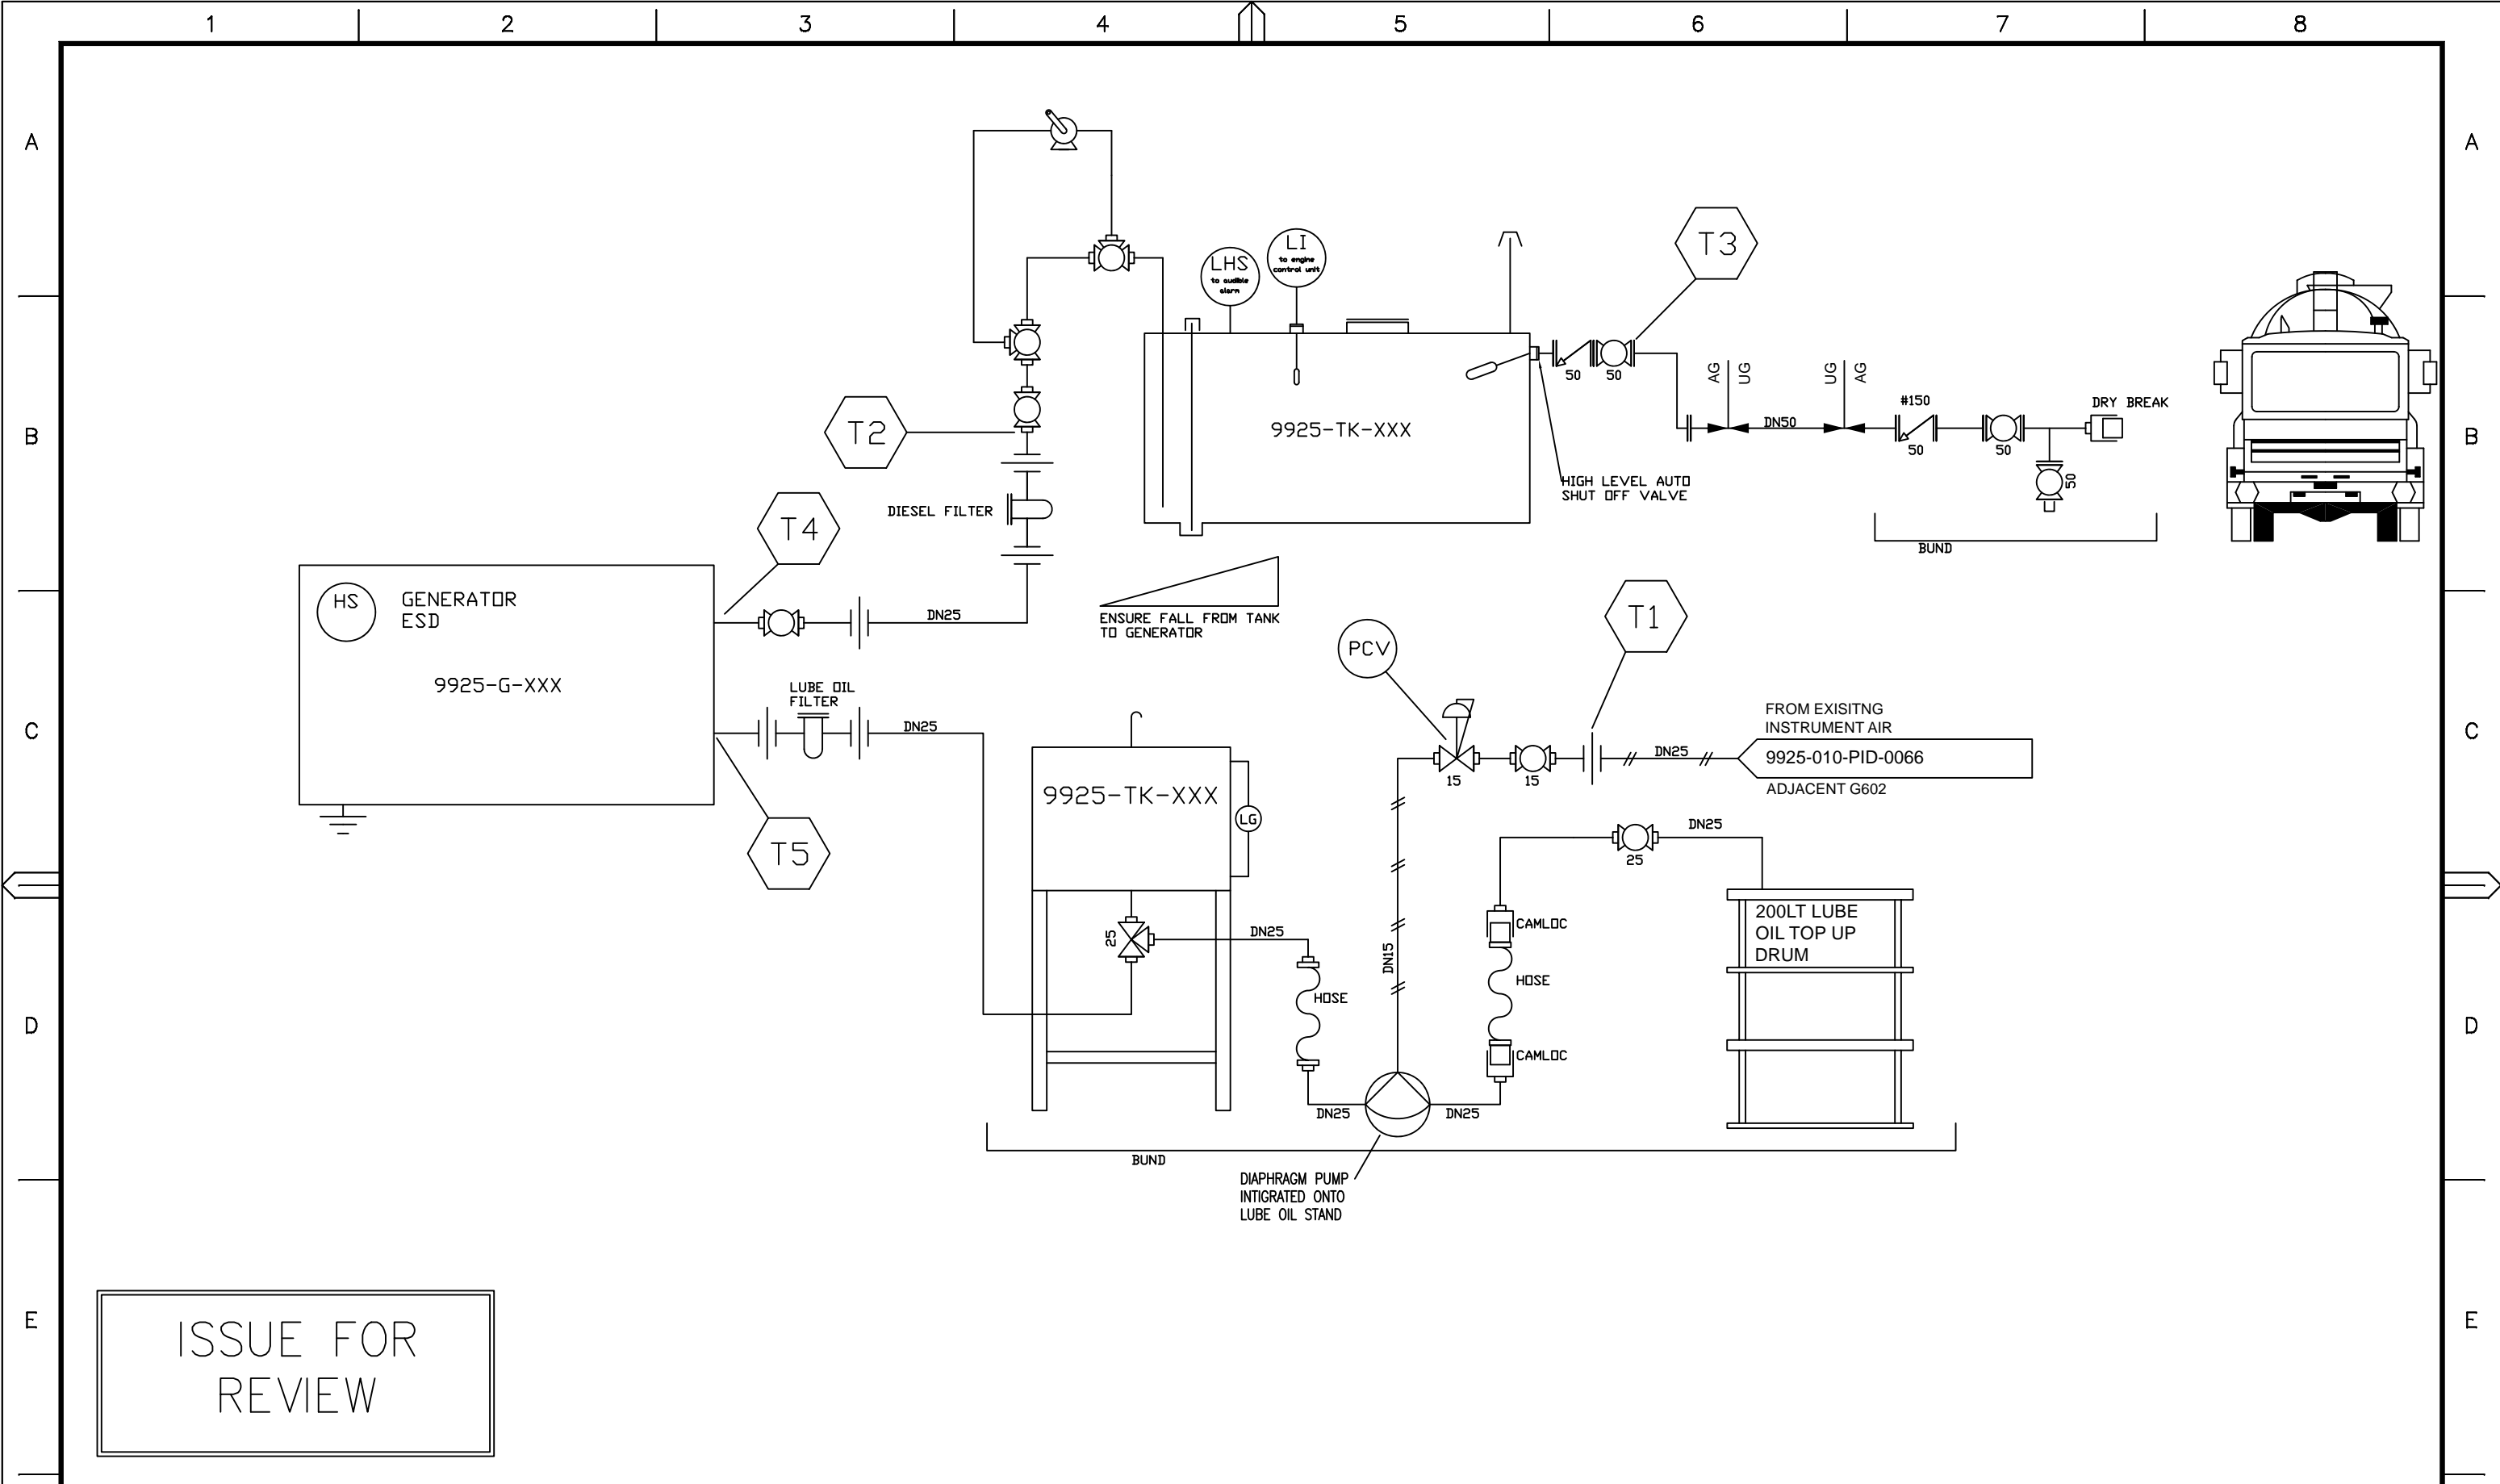 1 2 3 4 5 6 7 8
A A
B B
C C
D D
E E
LHS
to audible
alarm
LI
to engine
control unit
T3
50 50
AG UG
UG AG
DN50
#150
50
50
50
DRY BREAK
BUND
9925-TK-XXX
HIGH LEVEL AUTO
SHUT OFF VALVE
T2
DIESEL FILTER
T4
HS
GENERATOR
ESD
9925-G-XXX
DN25
ENSURE FALL FROM TANK
TO GENERATOR
LUBE OIL
FILTER
DN25
T5
PCV
T1
15
15
DN25
FROM EXISITNG
INSTRUMENT AIR
9925-010-PID-0066
ADJACENT G602
9925-TK-XXX
LG
25
DN25
HOSE
DN15
DN25
DN25
CAMLOC
HOSE
CAMLOC
25
DN25
200LT LUBE
OIL TOP UP
DRUM
BUND
DIAPHRAGM PUMP
INTIGRATED ONTO
LUBE OIL STAND
ISSUE FOR
REVIEW